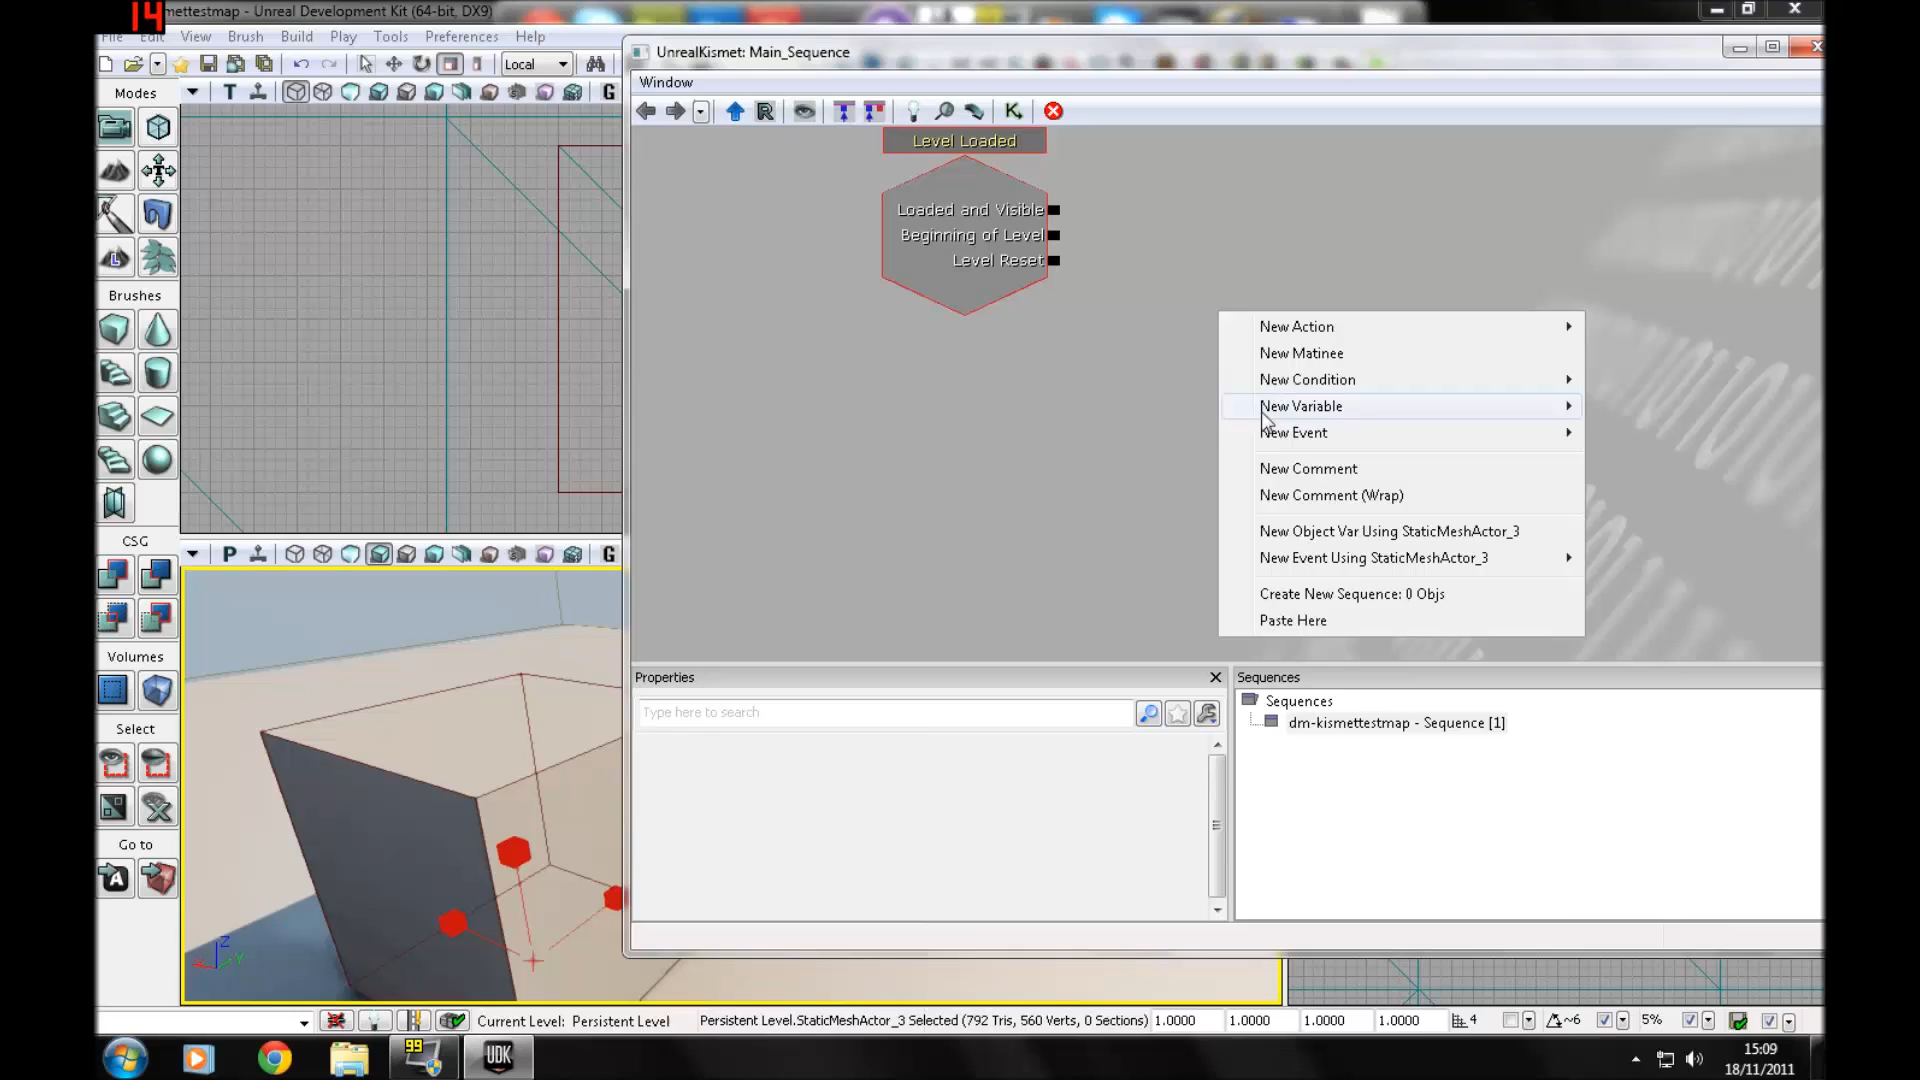 14
mettestmap - Unreal Development Kit (64-bit, DX9)
File Edit View Brush Build Play Tools Preferences Help
Local
G
Modes
Brushes
CSG
Volumes
Select
Go to
UnrealKismet: Main_Sequence
Window
Level Loaded
Loaded and Visible
Beginning of Level
Level Reset
New Action
New Matinee
New Condition
New Variable
New Event
New Comment
New Comment (Wrap)
New Object Var Using StaticMeshActor_3
New Event Using StaticMeshActor_3
Create New Sequence: 0 Objs
Paste Here
Properties
Type here to search
Sequences
Sequences
dm-kismettestmap - Sequence [1]
P
G
Z
Y
Current Level: Persistent Level
Persistent Level.StaticMeshActor_3 Selected (792 Tris, 560 Verts, 0 Sections)
1.0000 1.0000 1.0000 1.0000
4
~6
5%
99
UDK
15:09
18/11/2011